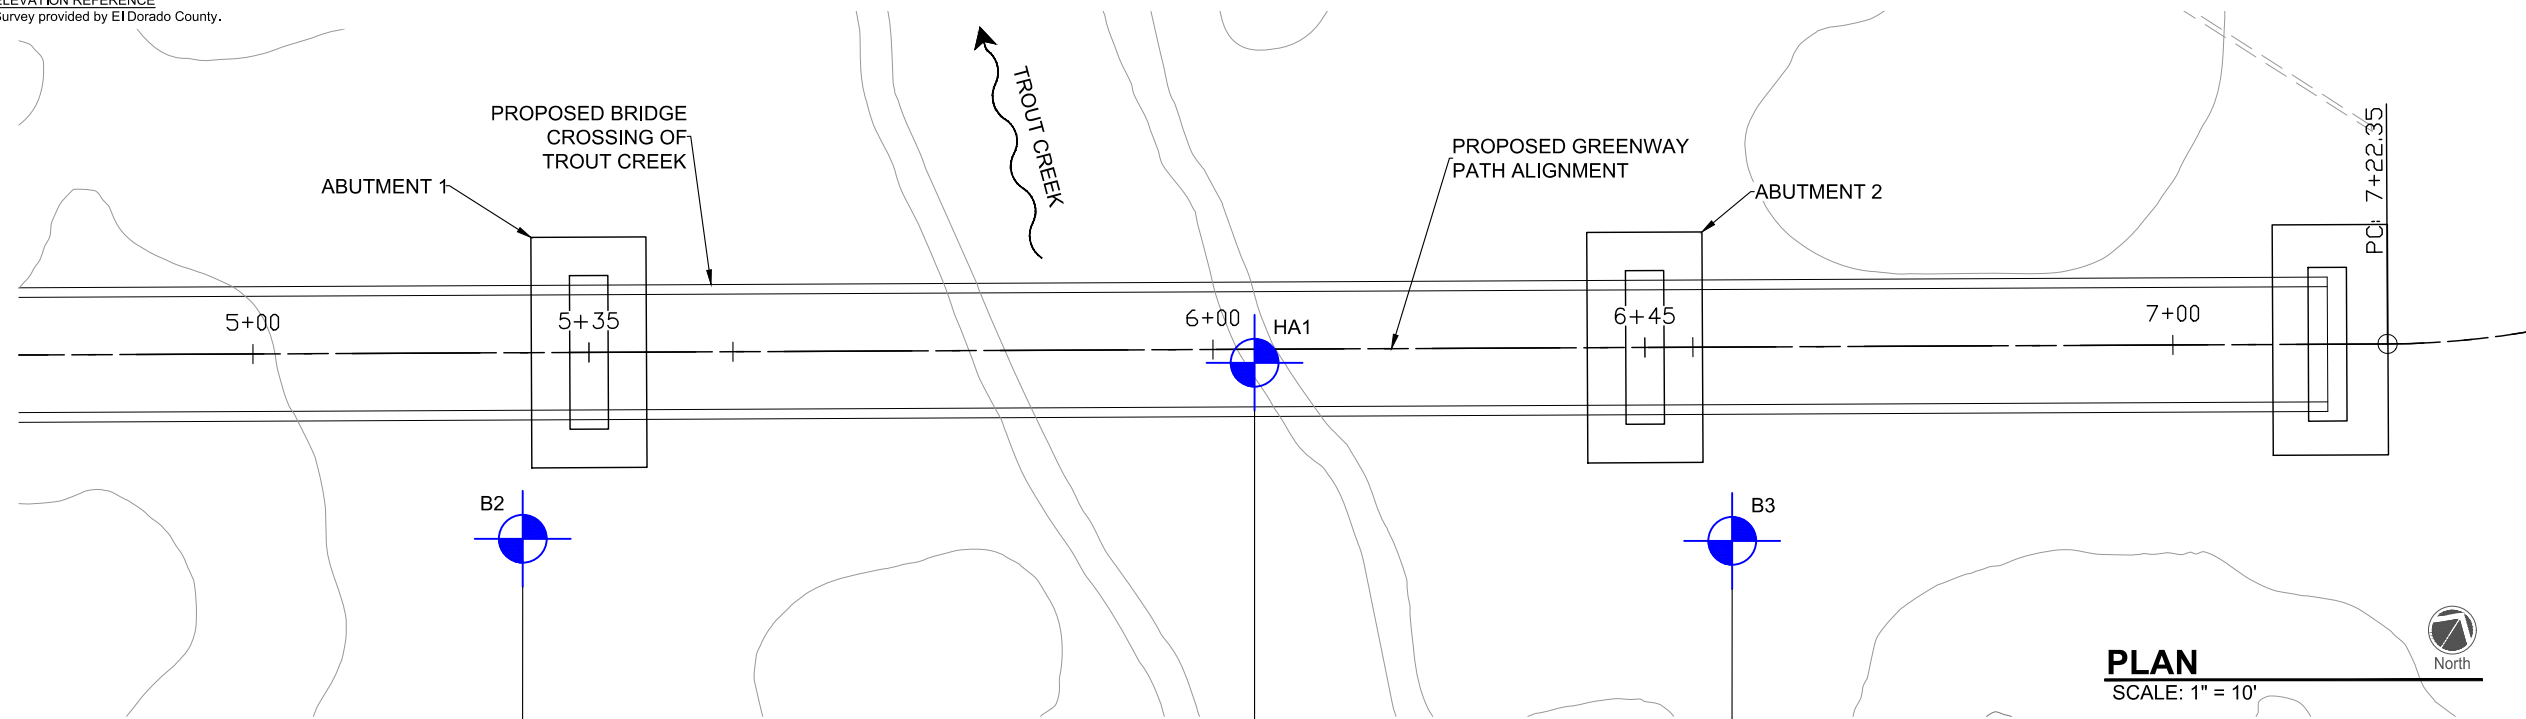 ELEVATION REFERENCE
Survey provided by El Dorado County.
PROPOSED BRIDGE
CROSSING OF
TROUT CREEK
TROUT CREEK
ABUTMENT 1
PROPOSED GREENWAY
PATH ALIGNMENT
ABUTMENT 2
PC: 7+22.35
5+00
5+35
6+00
HA1
6+45
7+00
B2
B3
PLAN
SCALE: 1" = 10'
North